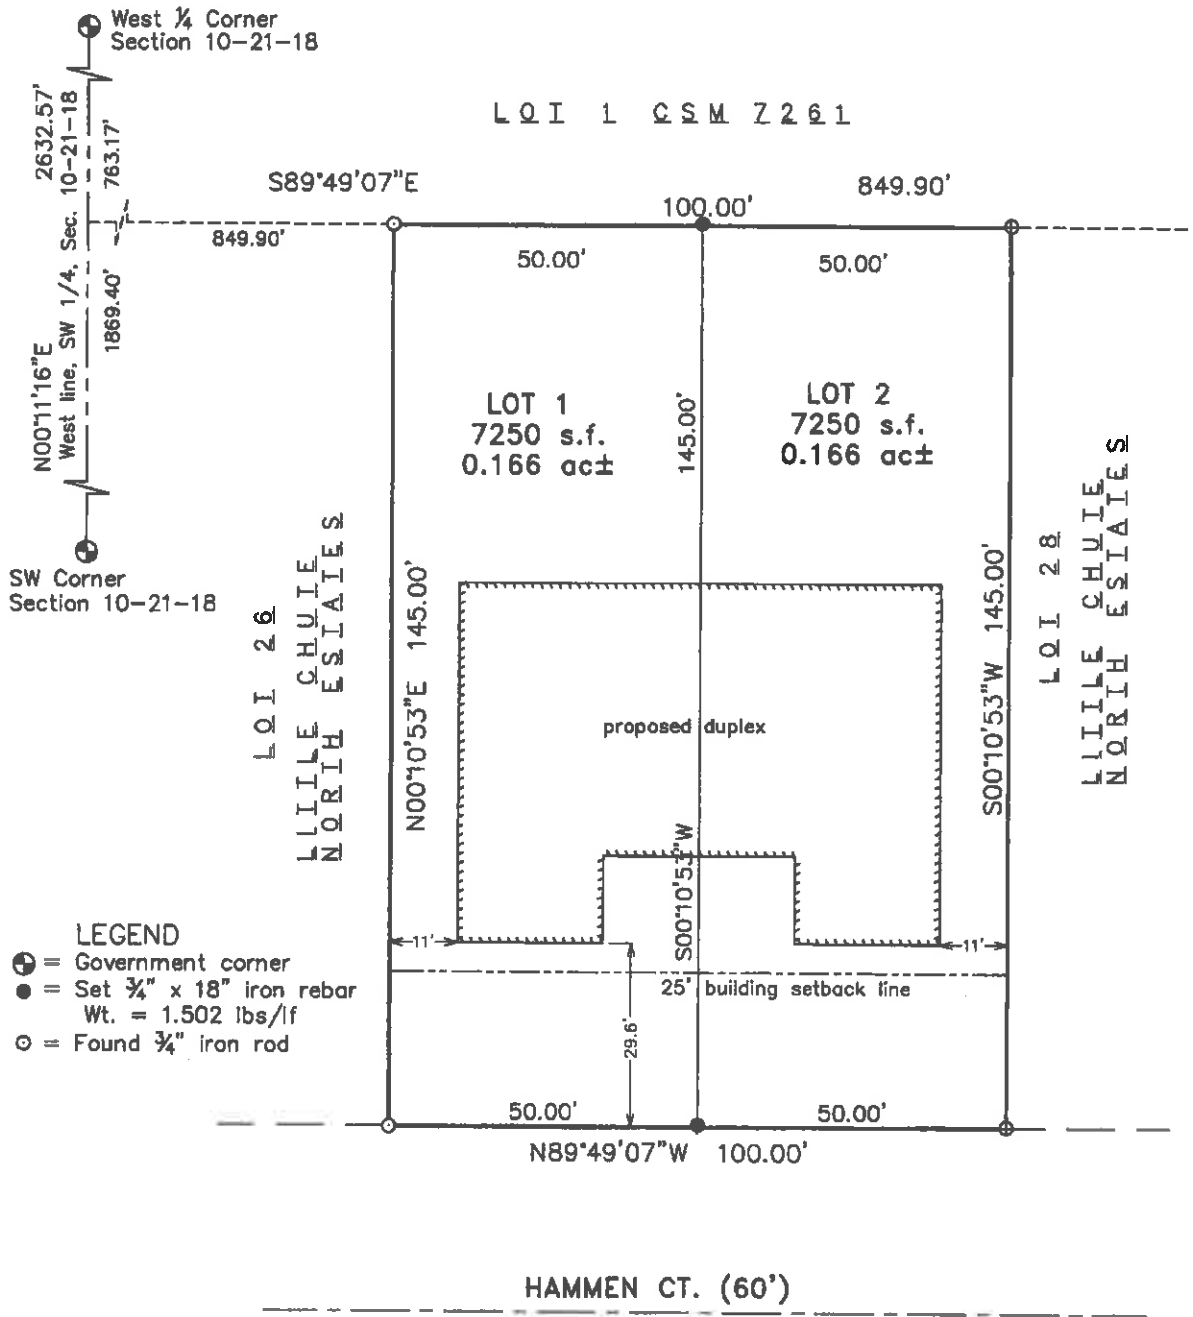 West ¼ Corner
Section 10-21-18
2632.57'
N00°11'16"E
West line, SW 1/4, Sec. 10-21-18
763.17'
1869.40'
SW Corner
Section 10-21-18
LOT 1 CSM 7261
S89°49'07"E
849.90'
849.90'
100.00'
50.00'
50.00'
LOT 1
7250 s.f.
0.166 ac±
LOT 2
7250 s.f.
0.166 ac±
145.00'
S00°10'53"W
LOT 26
LITTLE CHUTE
NORTH ESTATES
N00°10'53"E 145.00'
S00°10'53"W 145.00'
LOT 28
LITTLE CHUTE
NORTH ESTATES
proposed duplex
11'
11'
25' building setback line
29.6'
LEGEND
= Government corner
= Set ¾" x 18" iron rebar
Wt. = 1.502 lbs/lf
= Found ¾" iron rod
50.00'
50.00'
N89°49'07"W 100.00'
HAMMEN CT. (60')